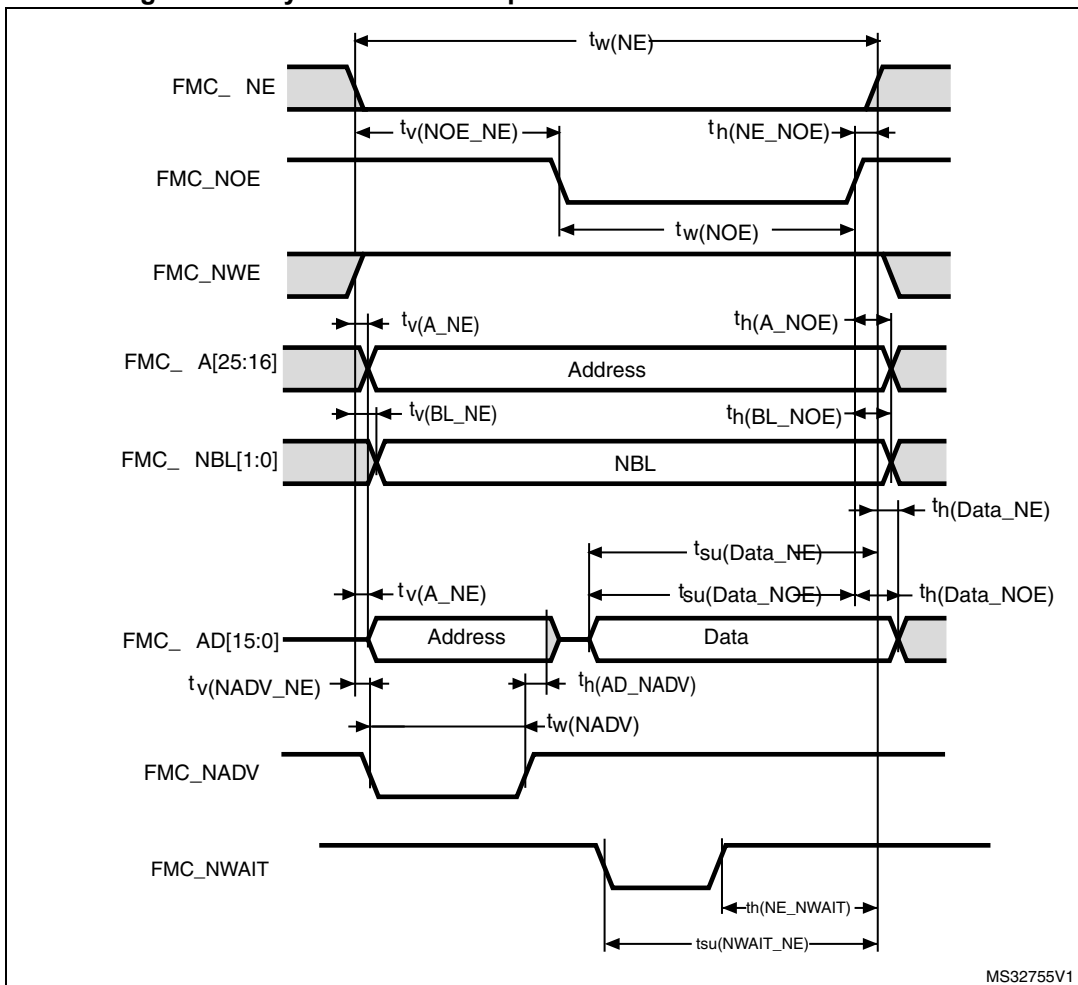 tw(NE)
FMC_ NE
tv(NOE_NE)
th(NE_NOE)
FMC_NOE
tw(NOE)
FMC_NWE
tv(A_NE)
th(A_NOE)
FMC_ A[25:16]
Address
tv(BL_NE)
th(BL_NOE)
FMC_ NBL[1:0]
NBL
th(Data_NE)
tsu(Data_NE)
tv(A_NE)
tsu(Data_NOE)
th(Data_NOE)
FMC_ AD[15:0]
Address
Data
tv(NADV_NE)
th(AD_NADV)
tw(NADV)
FMC_NADV
FMC_NWAIT
th(NE_NWAIT)
tsu(NWAIT_NE)
MS32755V1